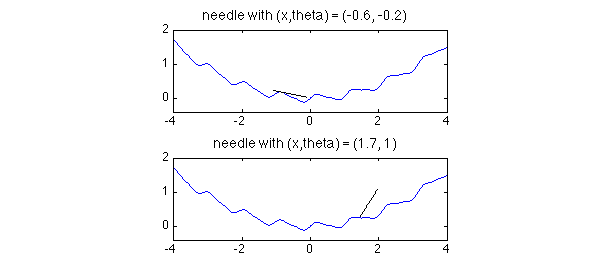 needle with (x,theta) = (-0.6, -0.2)
2
1
0
-4 -2 0 2 4
needle with (x,theta) = (1.7, 1)
2
1
0
-4 -2 0 2 4